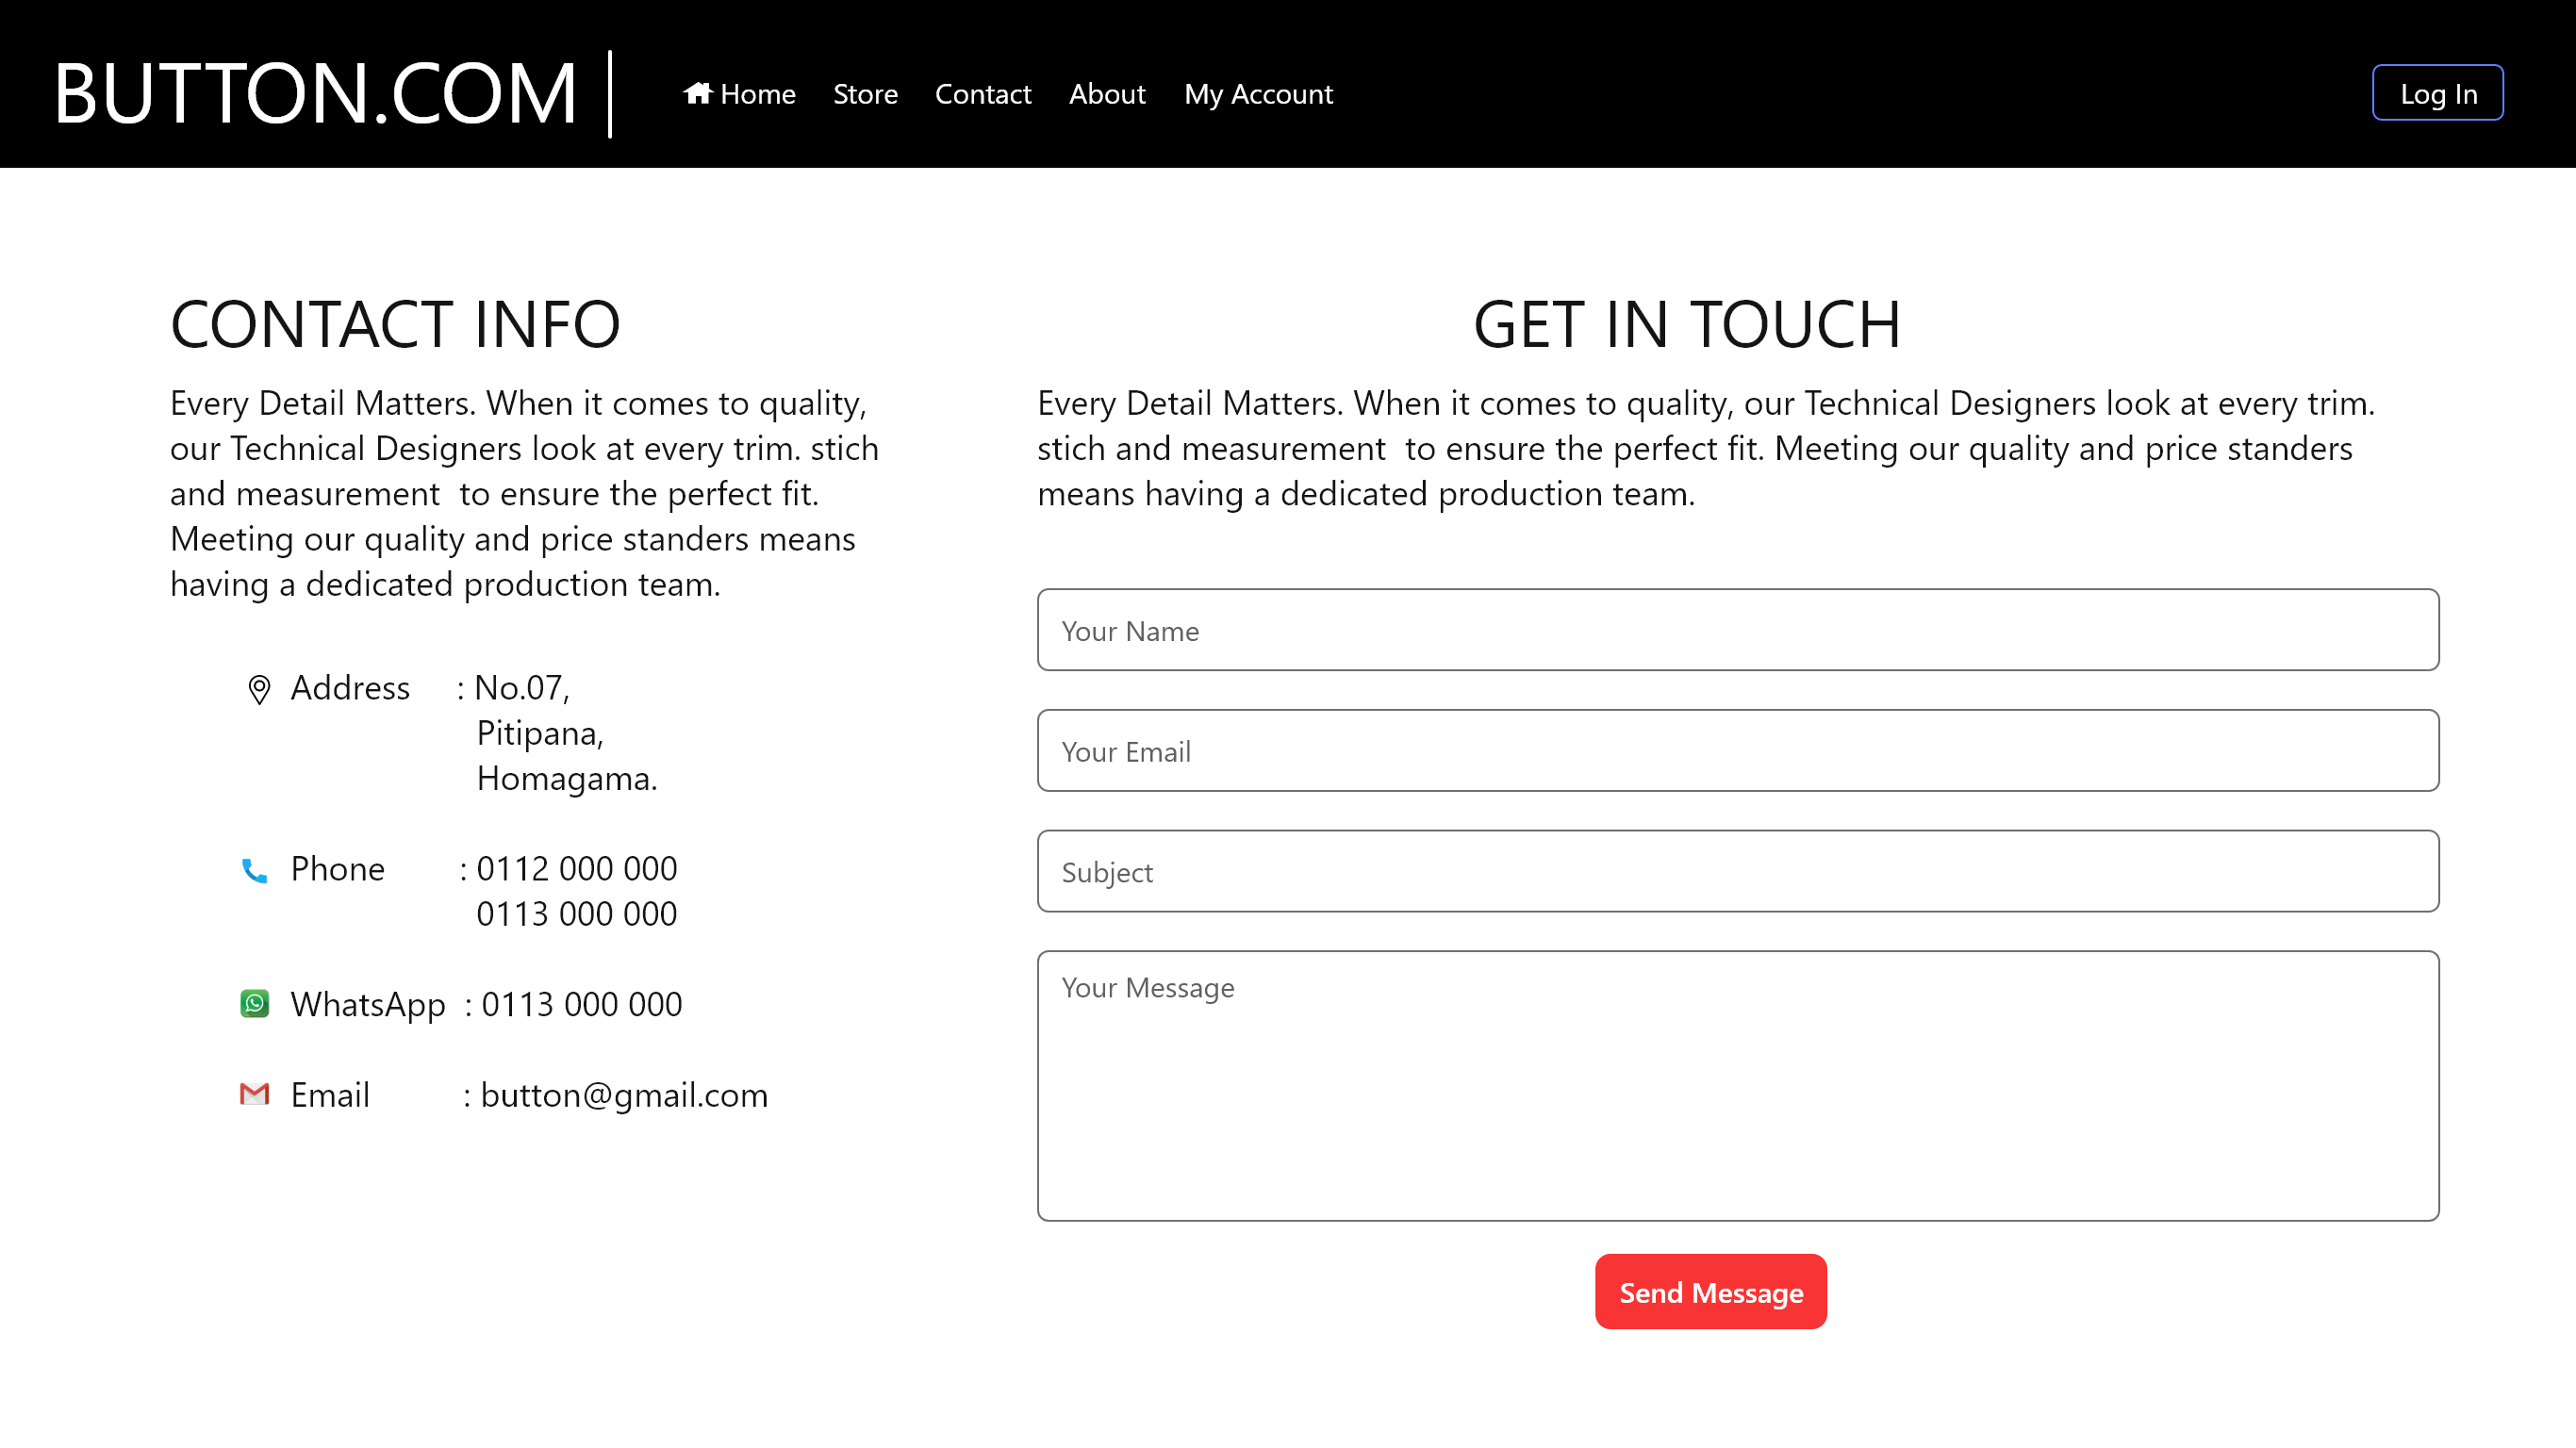 BUTTON.COM
Home Store Contact About My Account
Log In
CONTACT INFO
Every Detail Matters. When it comes to quality,
our Technical Designers look at every trim. stich
and measurement  to ensure the perfect fit.
Meeting our quality and price standers means
having a dedicated production team.
Address : No.07,
Pitipana,
Homagama.
Phone : 0112 000 000
0113 000 000
WhatsApp : 0113 000 000
Email : button@gmail.com
GET IN TOUCH
Every Detail Matters. When it comes to quality, our Technical Designers look at every trim.
stich and measurement  to ensure the perfect fit. Meeting our quality and price standers
means having a dedicated production team.
Your Name
Your Email
Subject
Your Message
Send Message